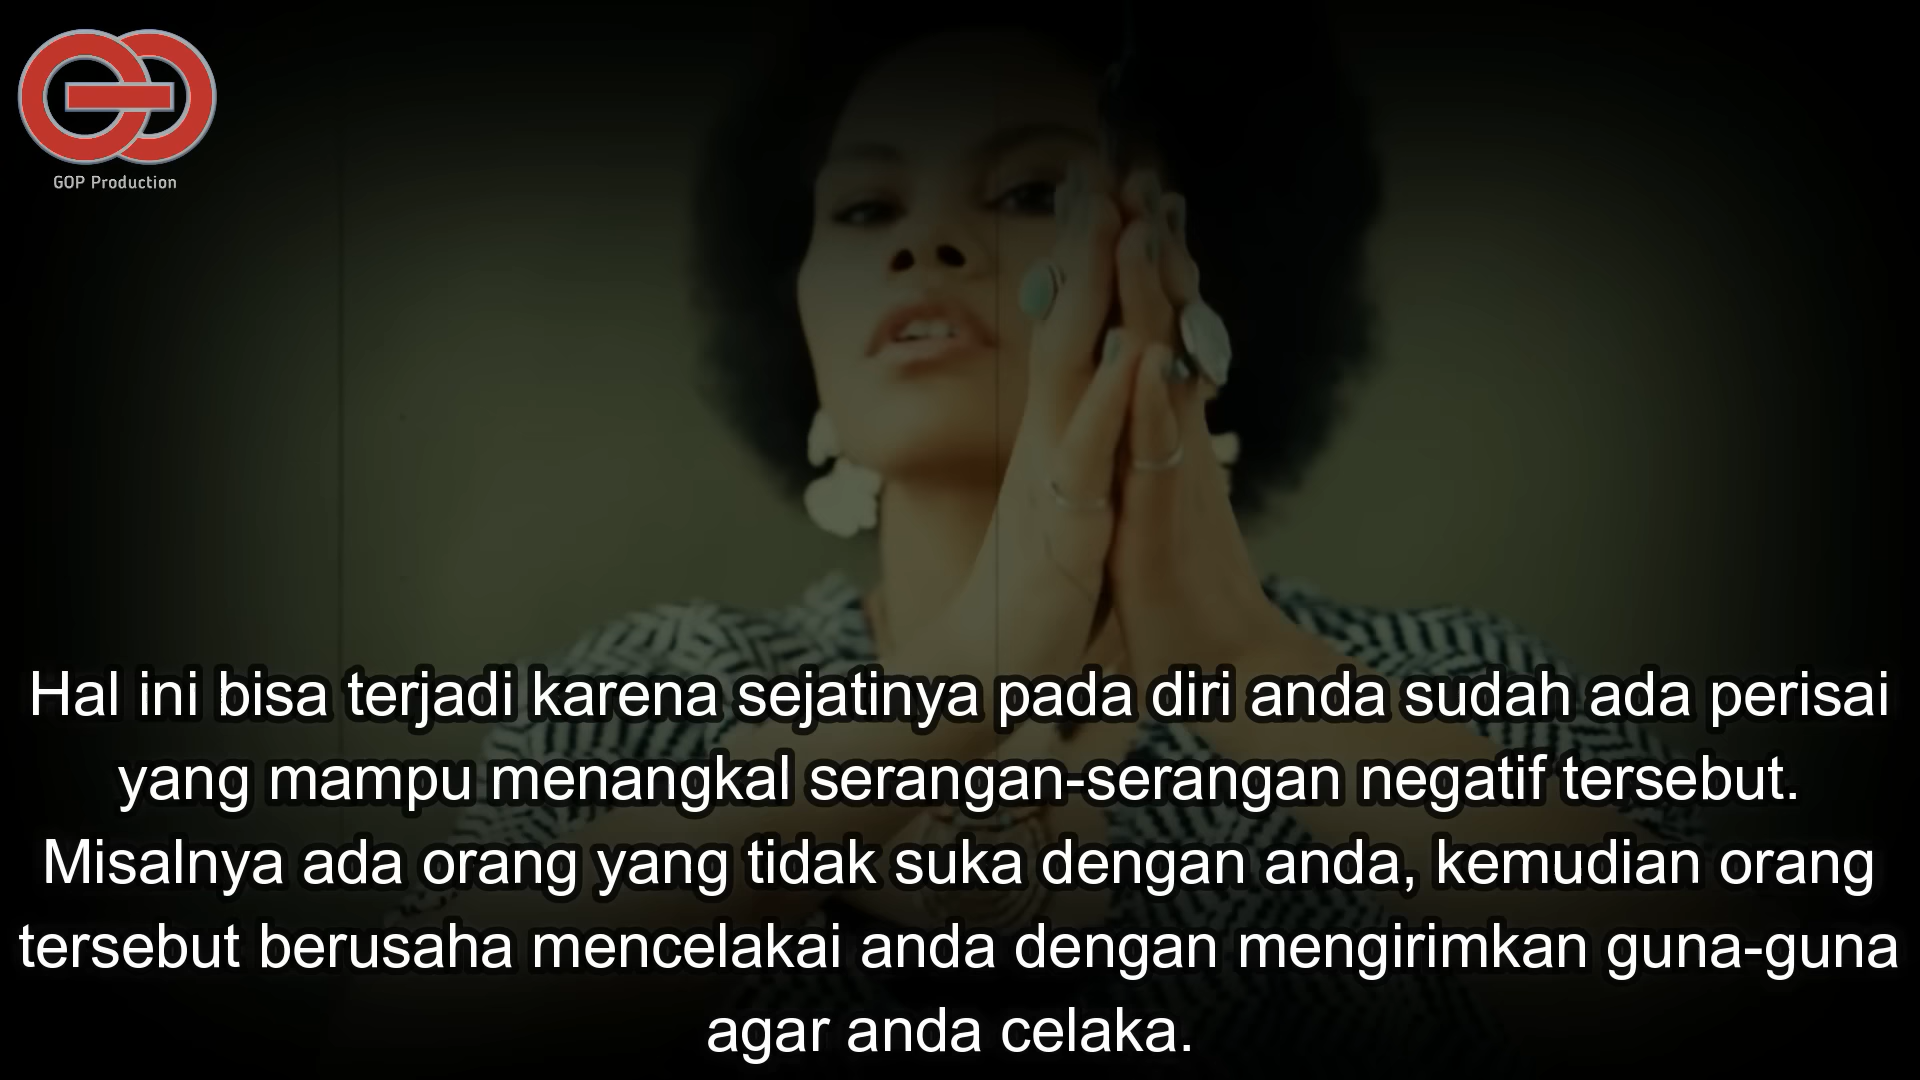 GOP Production
Hal ini bisa terjadi karena sejatinya pada diri anda sudah ada perisai
yang mampu menangkal serangan-serangan negatif tersebut.
Misalnya ada orang yang tidak suka dengan anda, kemudian orang
tersebut berusaha mencelakai anda dengan mengirimkan guna-guna
agar anda celaka.